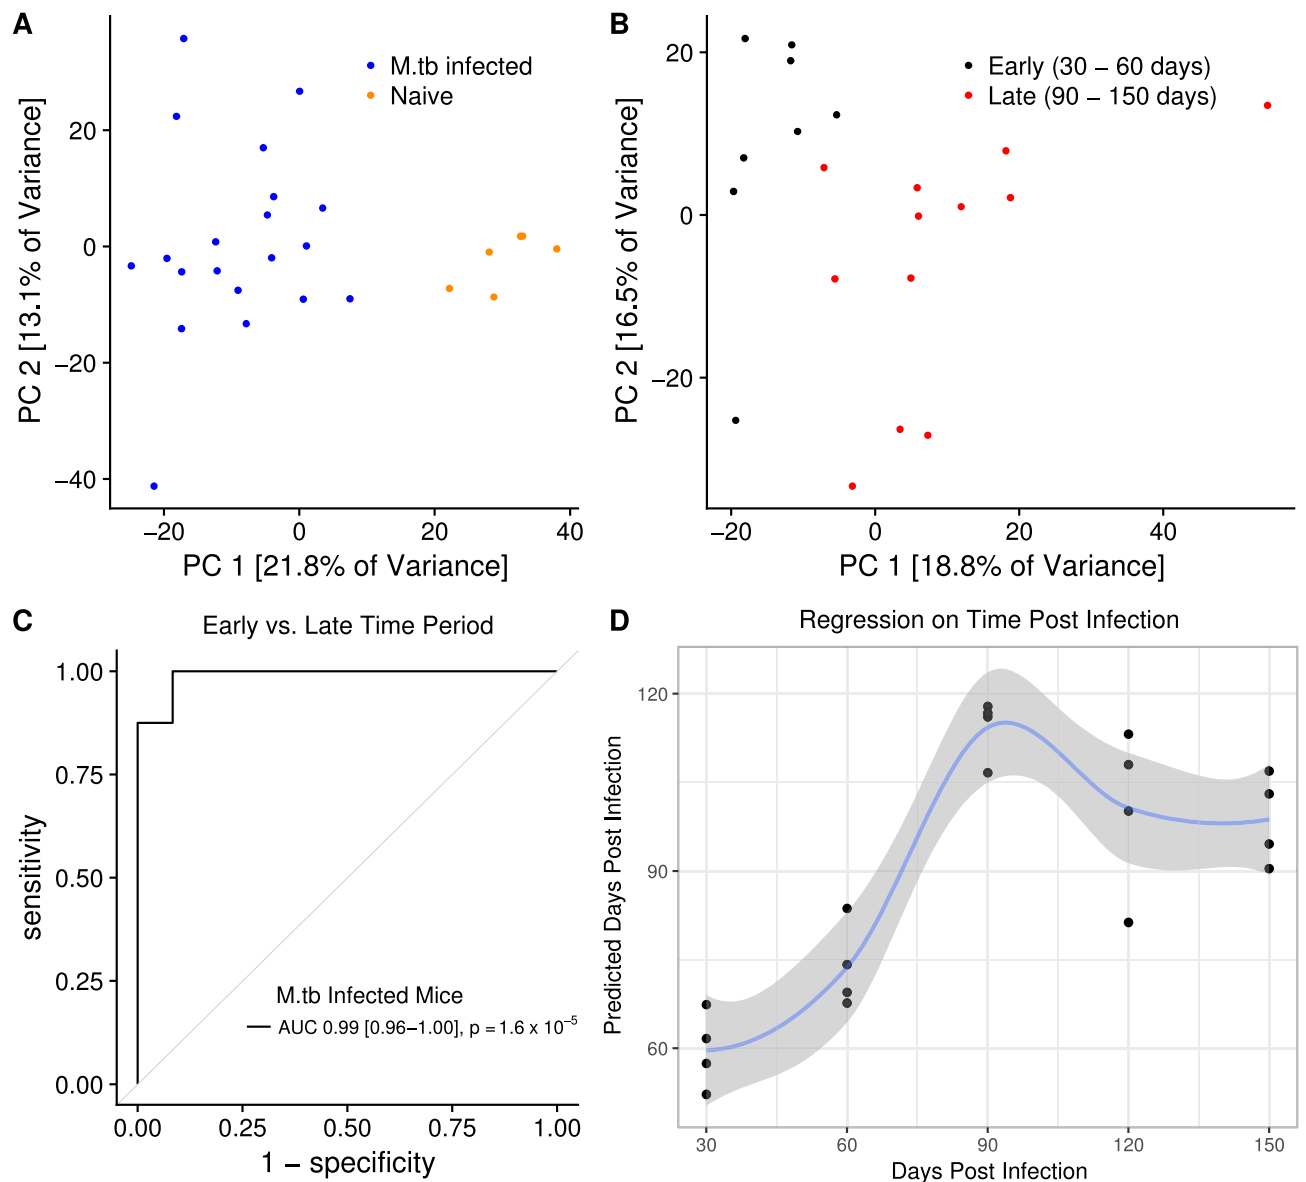 A
M.tb infected
Naive
20
0
−20
−40
PC 2 [13.1% of Variance]
−20 0 20 40
PC 1 [21.8% of Variance]
B
Early (30 − 60 days)
Late (90 − 150 days)
20
0
−20
PC 2 [16.5% of Variance]
−20 0 20 40
PC 1 [18.8% of Variance]
C
Early vs. Late Time Period
1.00
0.75
0.50
0.25
0.00
sensitivity
M.tb Infected Mice
AUC 0.99 [0.96−1.00], p = 1.6 x 10⁻⁵
0.00 0.25 0.50 0.75 1.00
1 − specificity
D
Regression on Time Post Infection
120
90
60
Predicted Days Post Infection
30 60 90 120 150
Days Post Infection